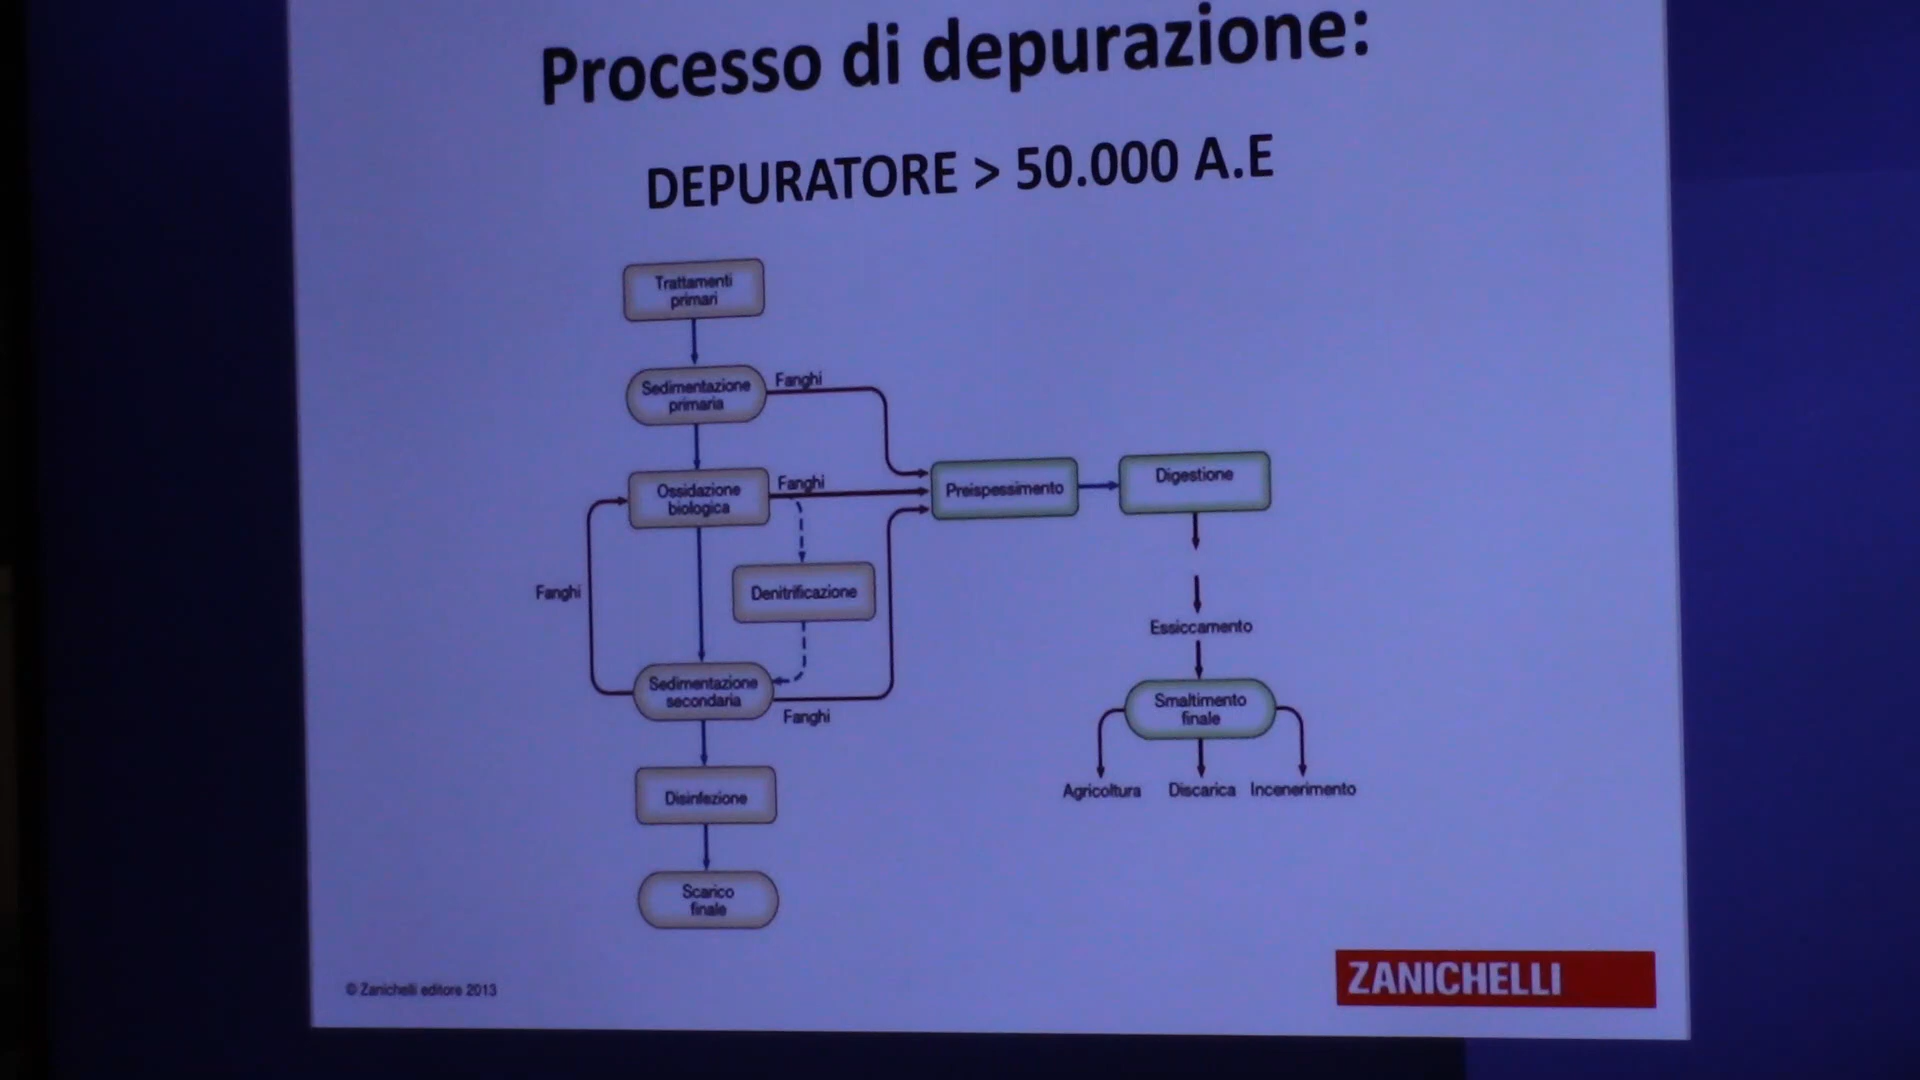 Processo di depurazione:
DEPURATORE > 50.000 A.E
Trattamenti
primari
Sedimentazione
primaria
Fanghi
Ossidazione
biologica
Fanghi
Preispessimento
Digestione
Fanghi
Denitrificazione
Essiccamento
Sedimentazione
secondaria
Fanghi
Smaltimento
finale
Disinfezione
Agricoltura
Discarica
Incenerimento
Scarico
finale
© Zanichelli editore 2013
ZANICHELLI